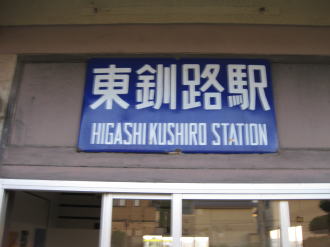 東釧路駅
HIGASHI KUSHIRO STATION